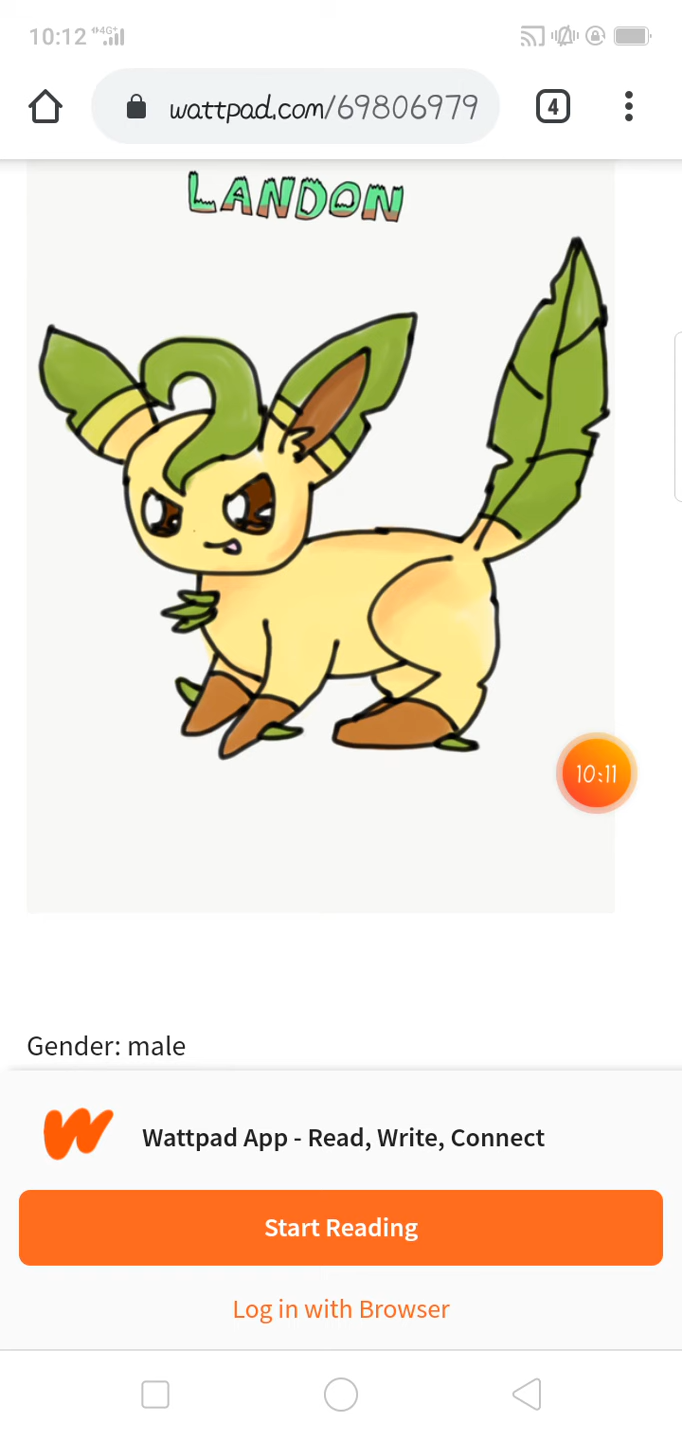 10:12 4G+
wattpad.com/69806979
4
LANDON
10:11
Gender: male
Wattpad App - Read, Write, Connect
Start Reading
Log in with Browser